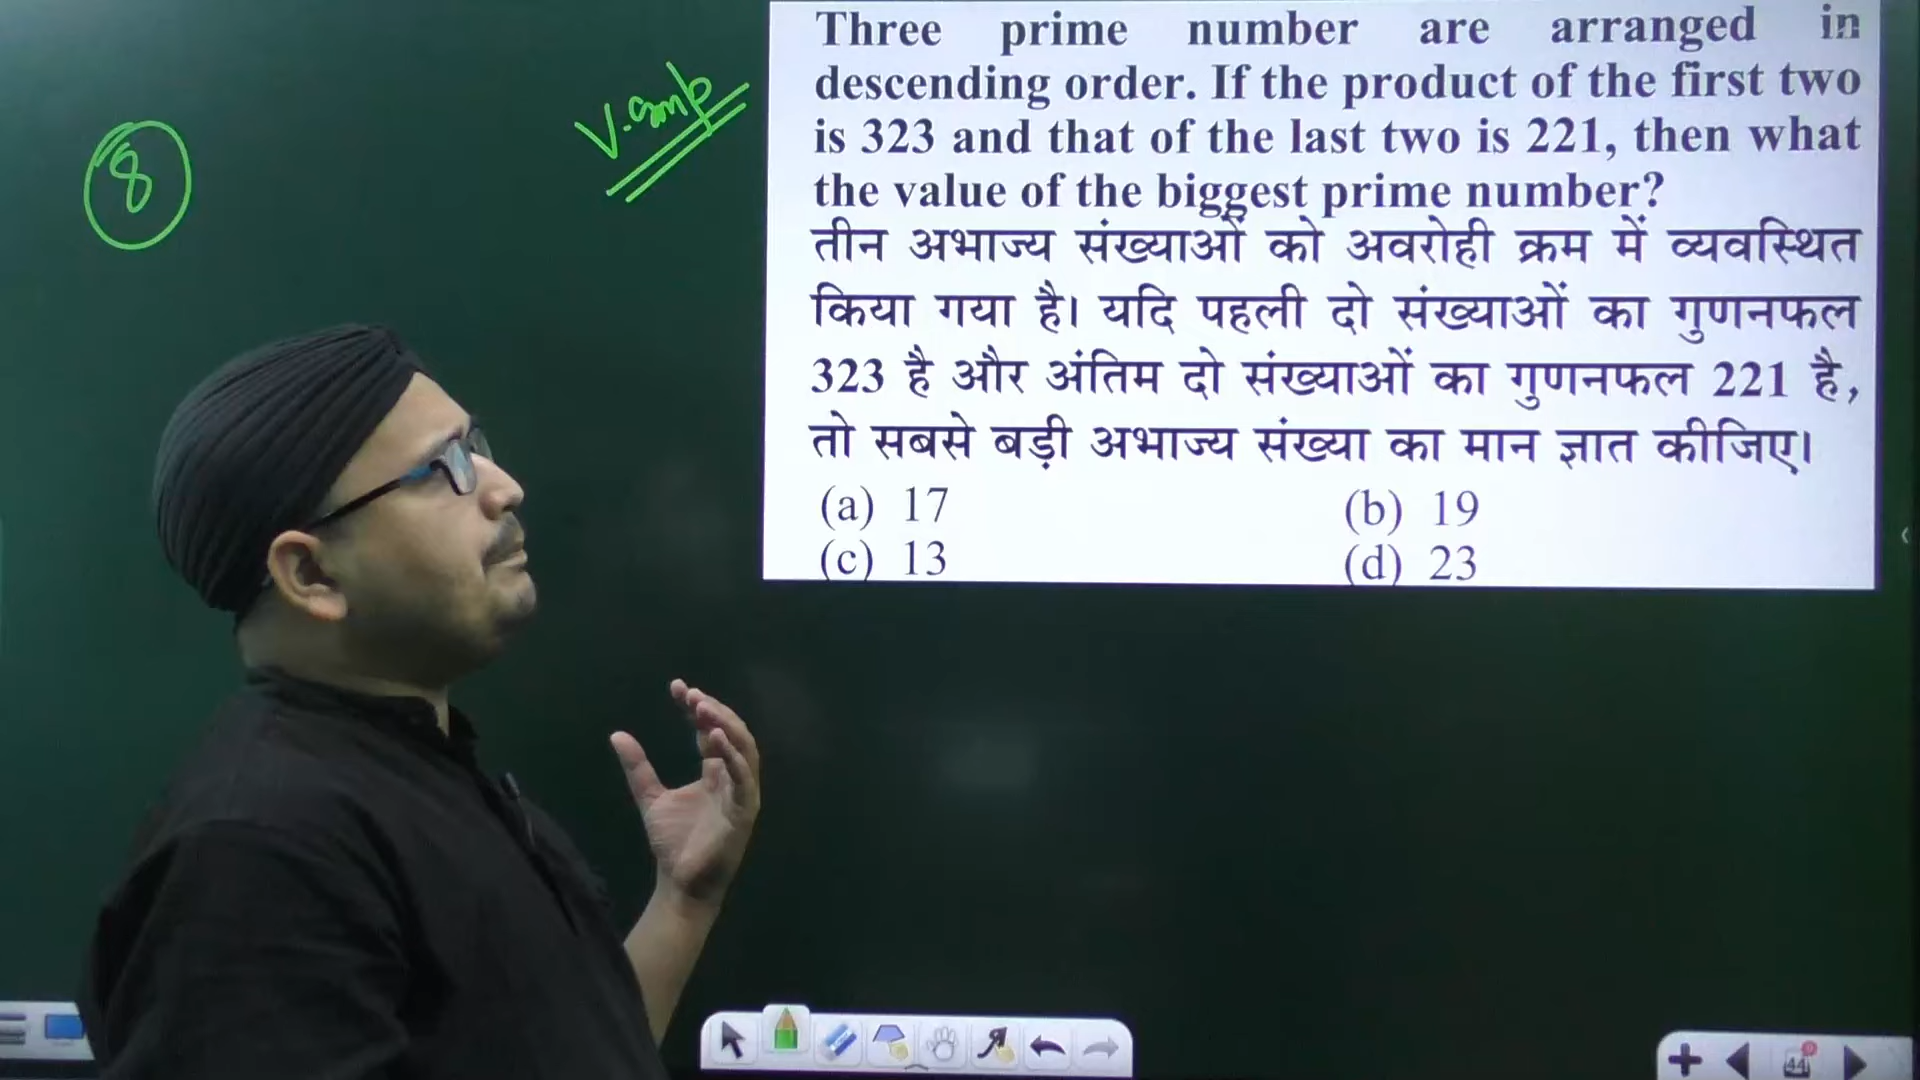 8
V. Imp
Three prime number are arranged in
descending order. If the product of the first two
is 323 and that of the last two is 221, then what
the value of the biggest prime number?
तीन अभाज्य संख्याओं को अवरोही क्रम में व्यवस्थित
किया गया है। यदि पहली दो संख्याओं का गुणनफल
323 है और अंतिम दो संख्याओं का गुणनफल 221 है,
तो सबसे बड़ी अभाज्य संख्या का मान ज्ञात कीजिए।
(a) 17 (b) 19
(c) 13 (d) 23
44